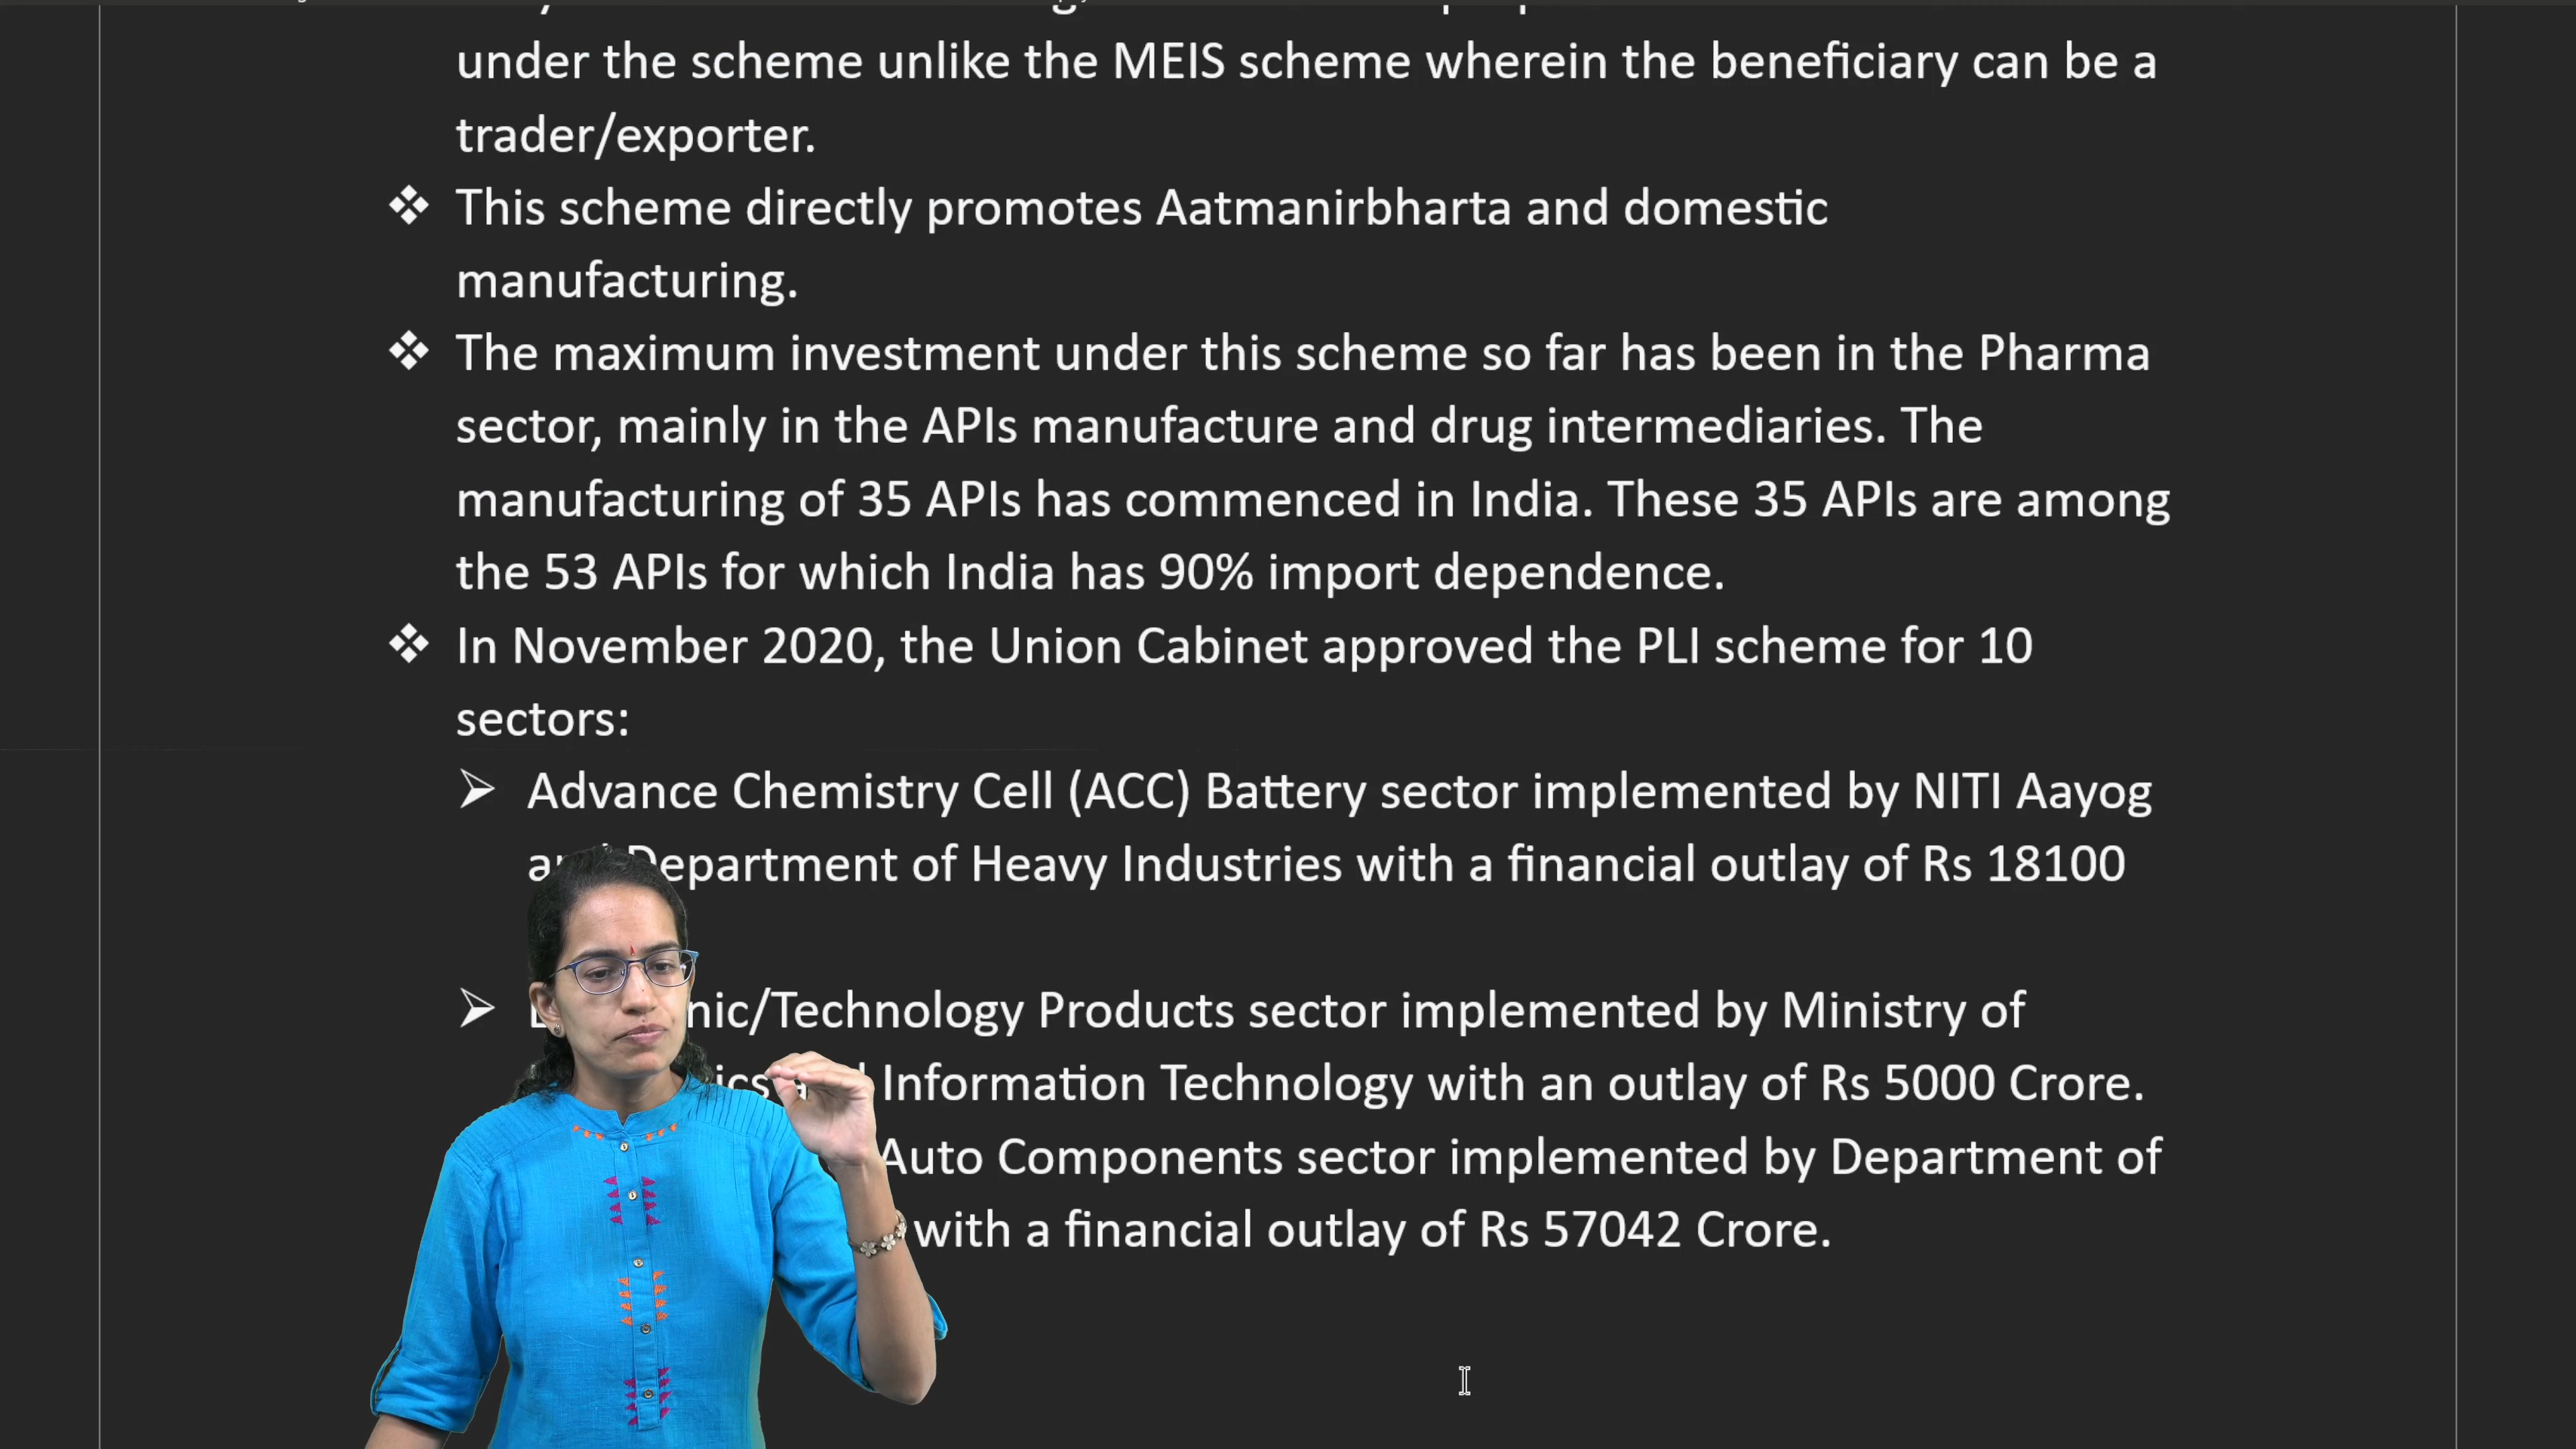 under the scheme unlike the MEIS scheme wherein the beneficiary can be a
trader/exporter.
❖ This scheme directly promotes Aatmanirbharta and domestic
manufacturing.
❖ The maximum investment under this scheme so far has been in the Pharma
sector, mainly in the APIs manufacture and drug intermediaries. The
manufacturing of 35 APIs has commenced in India. These 35 APIs are among
the 53 APIs for which India has 90% import dependence.
❖ In November 2020, the Union Cabinet approved the PLI scheme for 10
sectors:
➢ Advance Chemistry Cell (ACC) Battery sector implemented by NITI Aayog
Department of Heavy Industries with a financial outlay of Rs 18100
➢ nic/Technology Products sector implemented by Ministry of
Information Technology with an outlay of Rs 5000 Crore.
Auto Components sector implemented by Department of
with a financial outlay of Rs 57042 Crore.